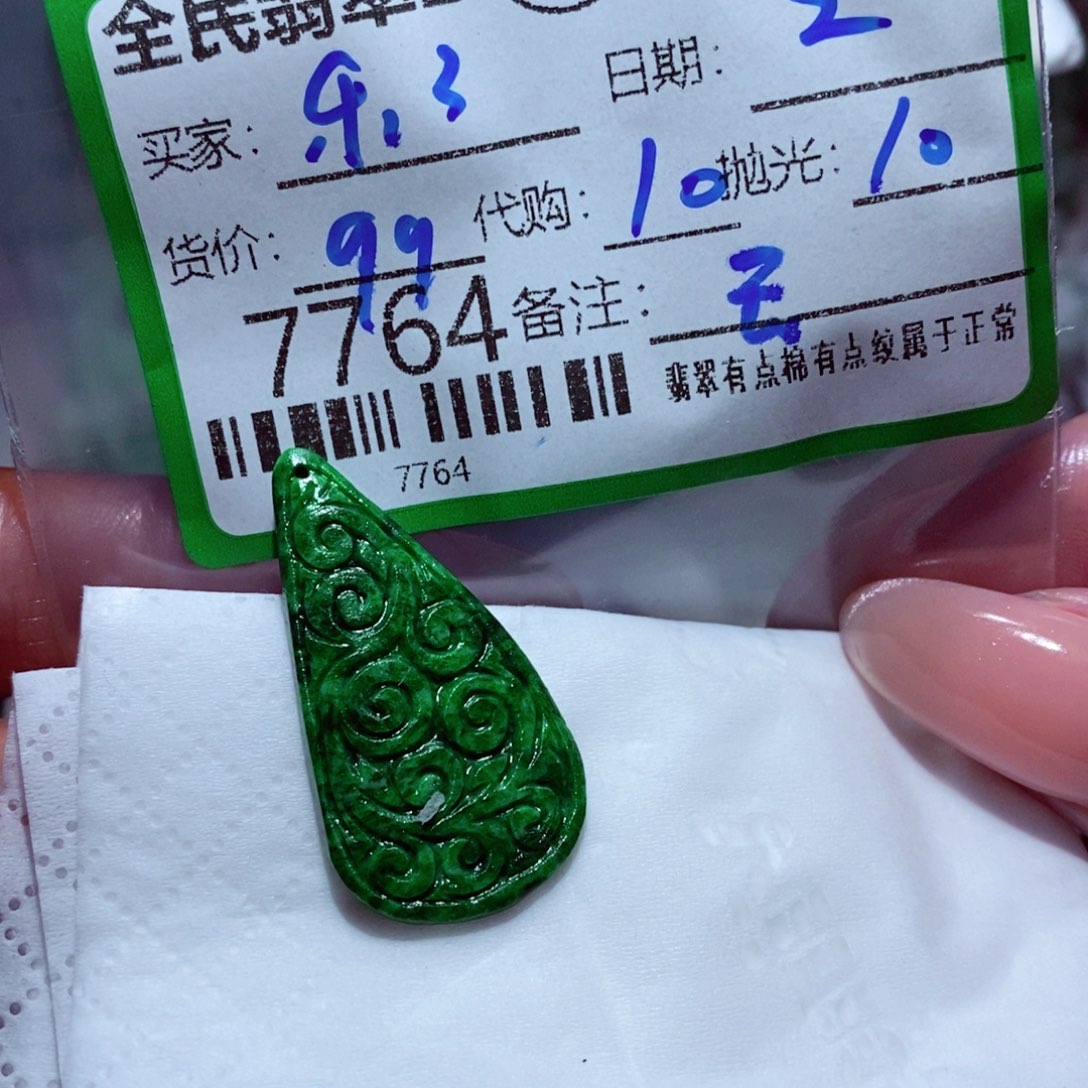 全民翡翠
买家: 乐,3 日期: 2
货价: 99 代购: 10 抛光: 10
7764 备注:
翡翠有点棉有点纹属于正常
7764